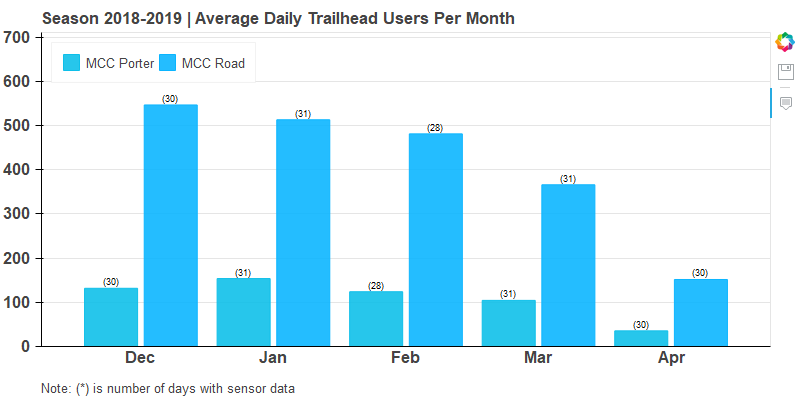 Season 2018-2019 | Average Daily Trailhead Users Per Month
MCC Porter MCC Road
700
600
500
400
300
200
100
0
(30) (30) (31) (31) (28) (28) (31) (31) (30) (30)
Dec Jan Feb Mar Apr
Note: (*) is number of days with sensor data